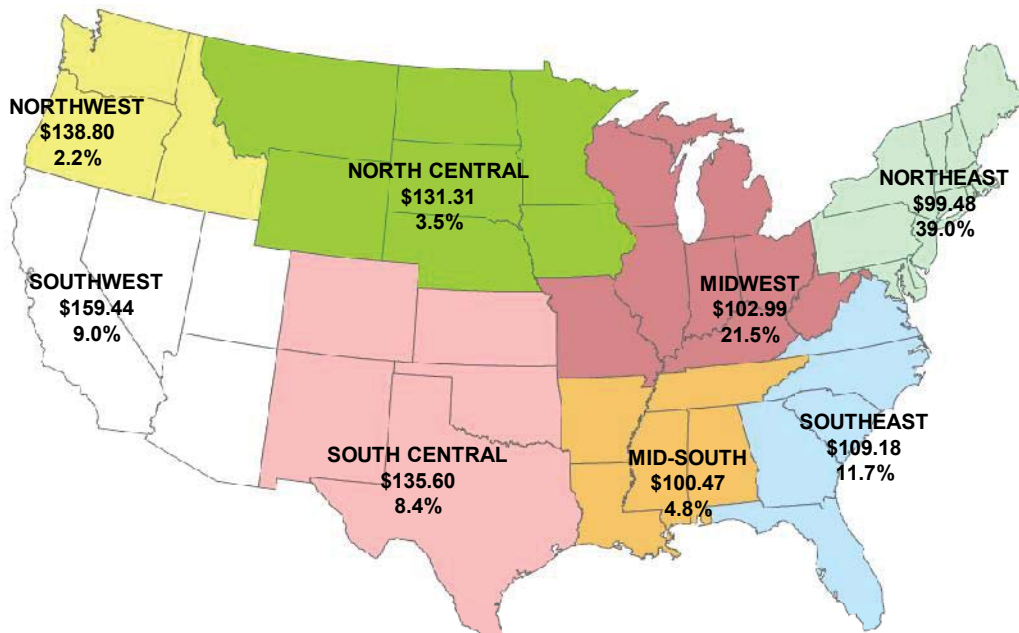 NORTHWEST
$138.80
2.2%
NORTH CENTRAL
$131.31
3.5%
NORTHEAST
$99.48
39.0%
SOUTHWEST
$159.44
9.0%
MIDWEST
$102.99
21.5%
SOUTH CENTRAL
$135.60
8.4%
MID-SOUTH
$100.47
4.8%
SOUTHEAST
$109.18
11.7%